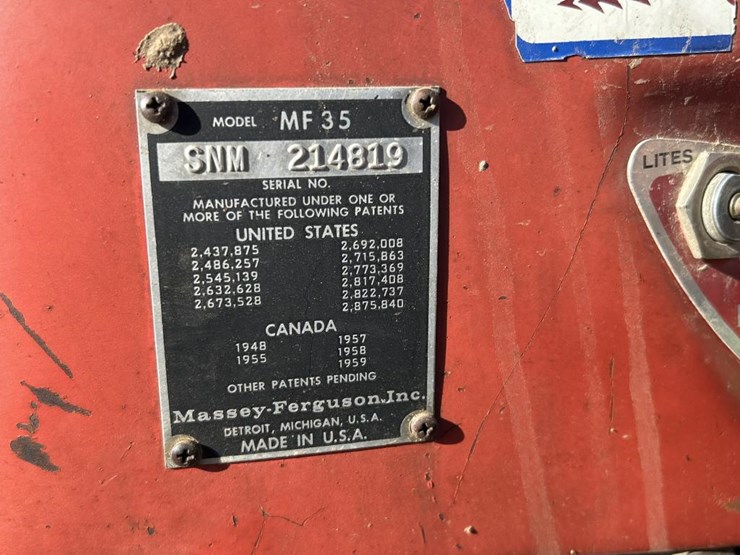 MODEL MF 35
SNM 214819
SERIAL NO.
MANUFACTURED UNDER ONE OR
MORE OF THE FOLLOWING PATENTS
UNITED STATES
2,437,875 2,692,008
2,486,257 2,715,863
2,545,139 2,773,369
2,632,628 2,817,408
2,673,528 2,822,737
2,875,840
CANADA
1948 1957
1955 1958
1959
OTHER PATENTS PENDING
Massey-Ferguson, Inc.
DETROIT, MICHIGAN, U.S.A.
MADE IN U.S.A.
LITES